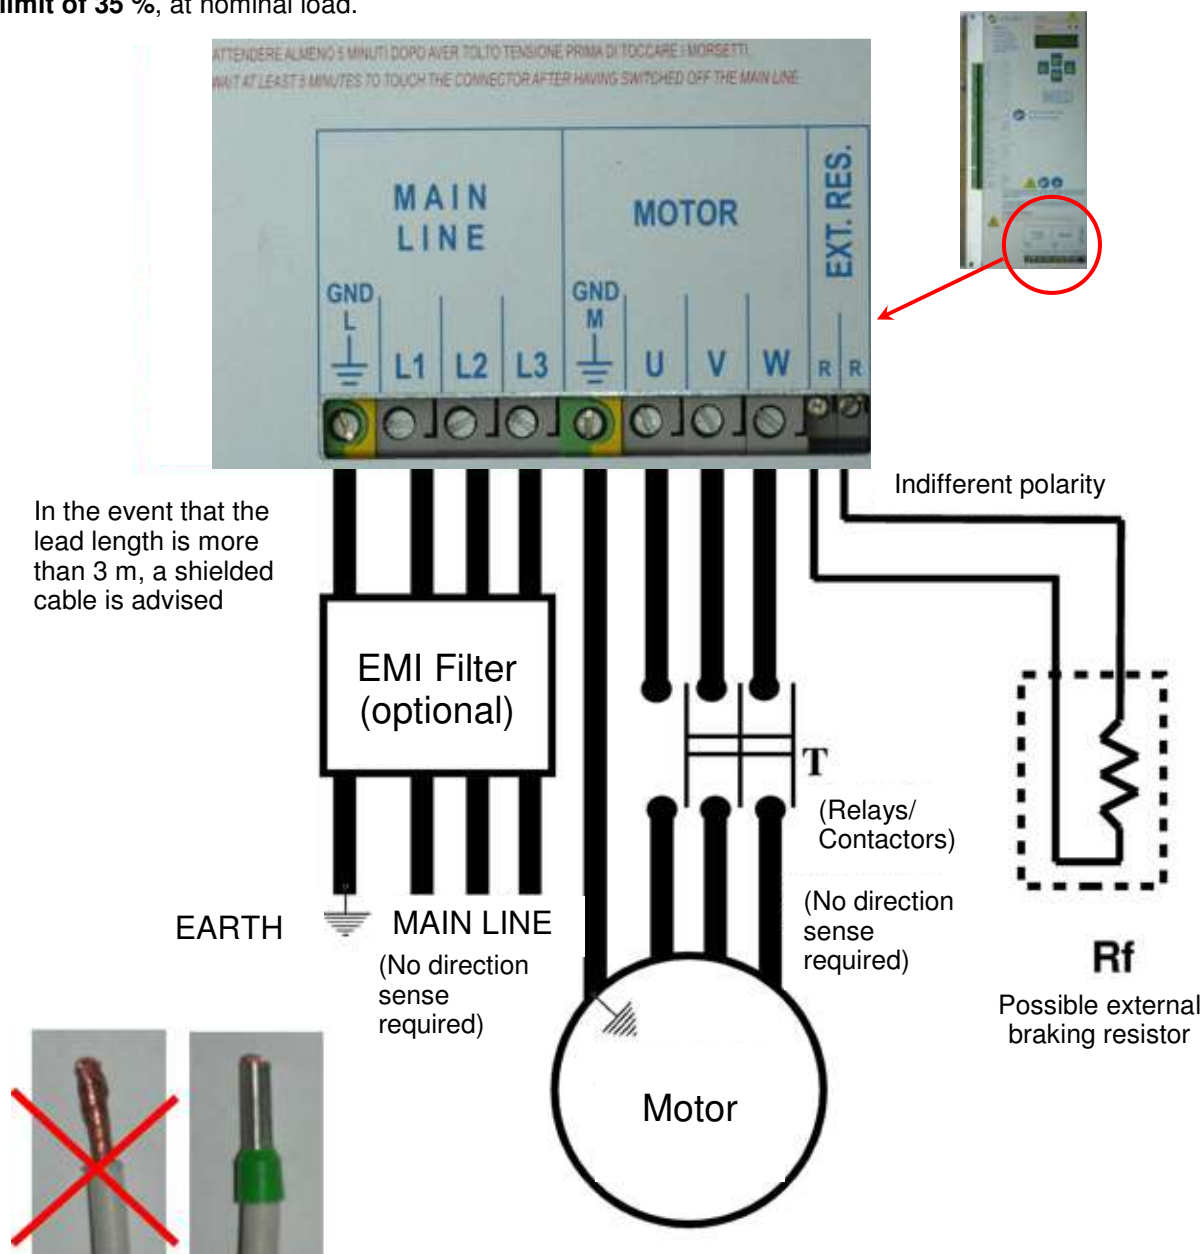 limit of 35 %, at nominal load.
ATTENDERE ALMENO 5 MINUTI DOPO AVER TOLTO TENSIONE PRIMA DI TOCCARE I MORSETTI.
WAIT AT LEAST 5 MINUTES TO TOUCH THE CONNECTOR AFTER HAVING SWITCHED OFF THE MAIN LINE
MAIN
LINE
MOTOR
EXT. RES.
GND
L
L1
L2
L3
GND
M
U
V
W
R
R
Indifferent polarity
In the event that the
lead length is more
than 3 m, a shielded
cable is advised
EMI Filter
(optional)
T
(Relays/
Contactors)
(No direction
sense
required)
EARTH
MAIN LINE
(No direction
sense
required)
Rf
Possible external
braking resistor
Motor